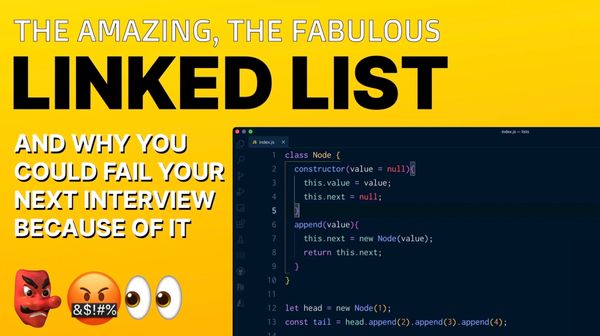 THE AMAZING, THE FABULOUS
LINKED LIST
AND WHY YOU
COULD FAIL YOUR
NEXT INTERVIEW
BECAUSE OF IT
&$!#%
index.js — lists
index.js
1 class Node {
2 constructor(value = null){
3 this.value = value;
4 this.next = null;
5 }
6 append(value){
7 this.next = new Node(value);
8 return this.next;
9 }
10 }
11
12 let head = new Node(1);
13 const tail = head.append(2).append(3).append(4);